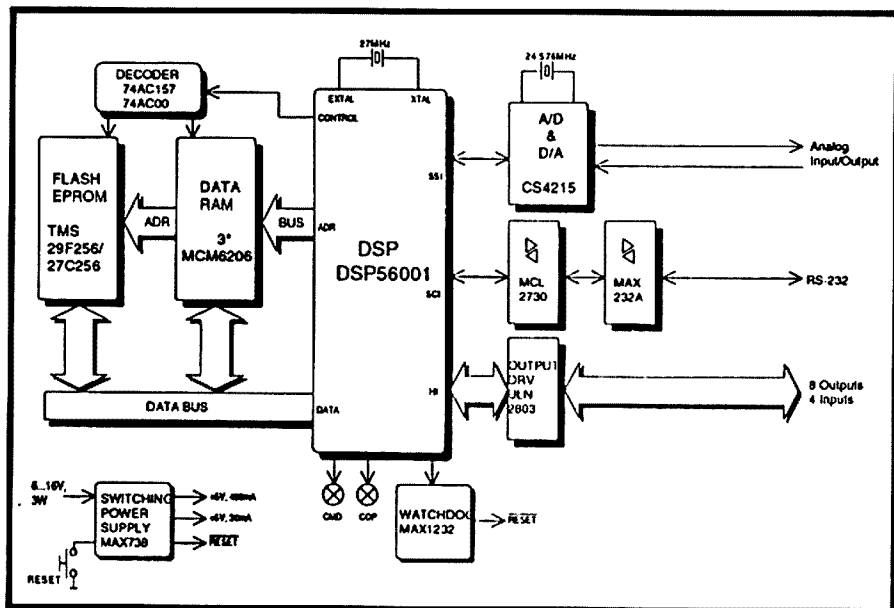 27MHz
24 576MHz
DECODER
74AC157
74AC00
EXTAL
XTAL
CONTROL
A/D
&
D/A
CS4215
SSI
Analog
Input/Output
FLASH
EPROM
TMS
29F256/
27C256
ADR
DATA
RAM
3*
MCM6206
BUS
ADR
DSP
DSP56001
SCI
MCL
2730
MAX
232A
RS-232
HI
OUTPUT
DRV
ULN
2803
8 Outputs
4 Inputs
DATA BUS
DATA
SWITCHING
POWER
SUPPLY
MAX738
RESET
RESET
CMD
COP
WATCHDOG
MAX1232
RESET